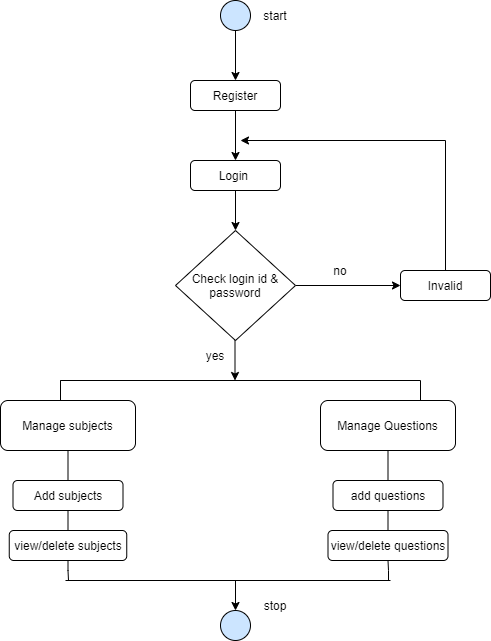 start
Register
Login
Check login id &
password
no
Invalid
yes
Manage subjects
Manage Questions
Add subjects
add questions
view/delete subjects
view/delete questions
stop